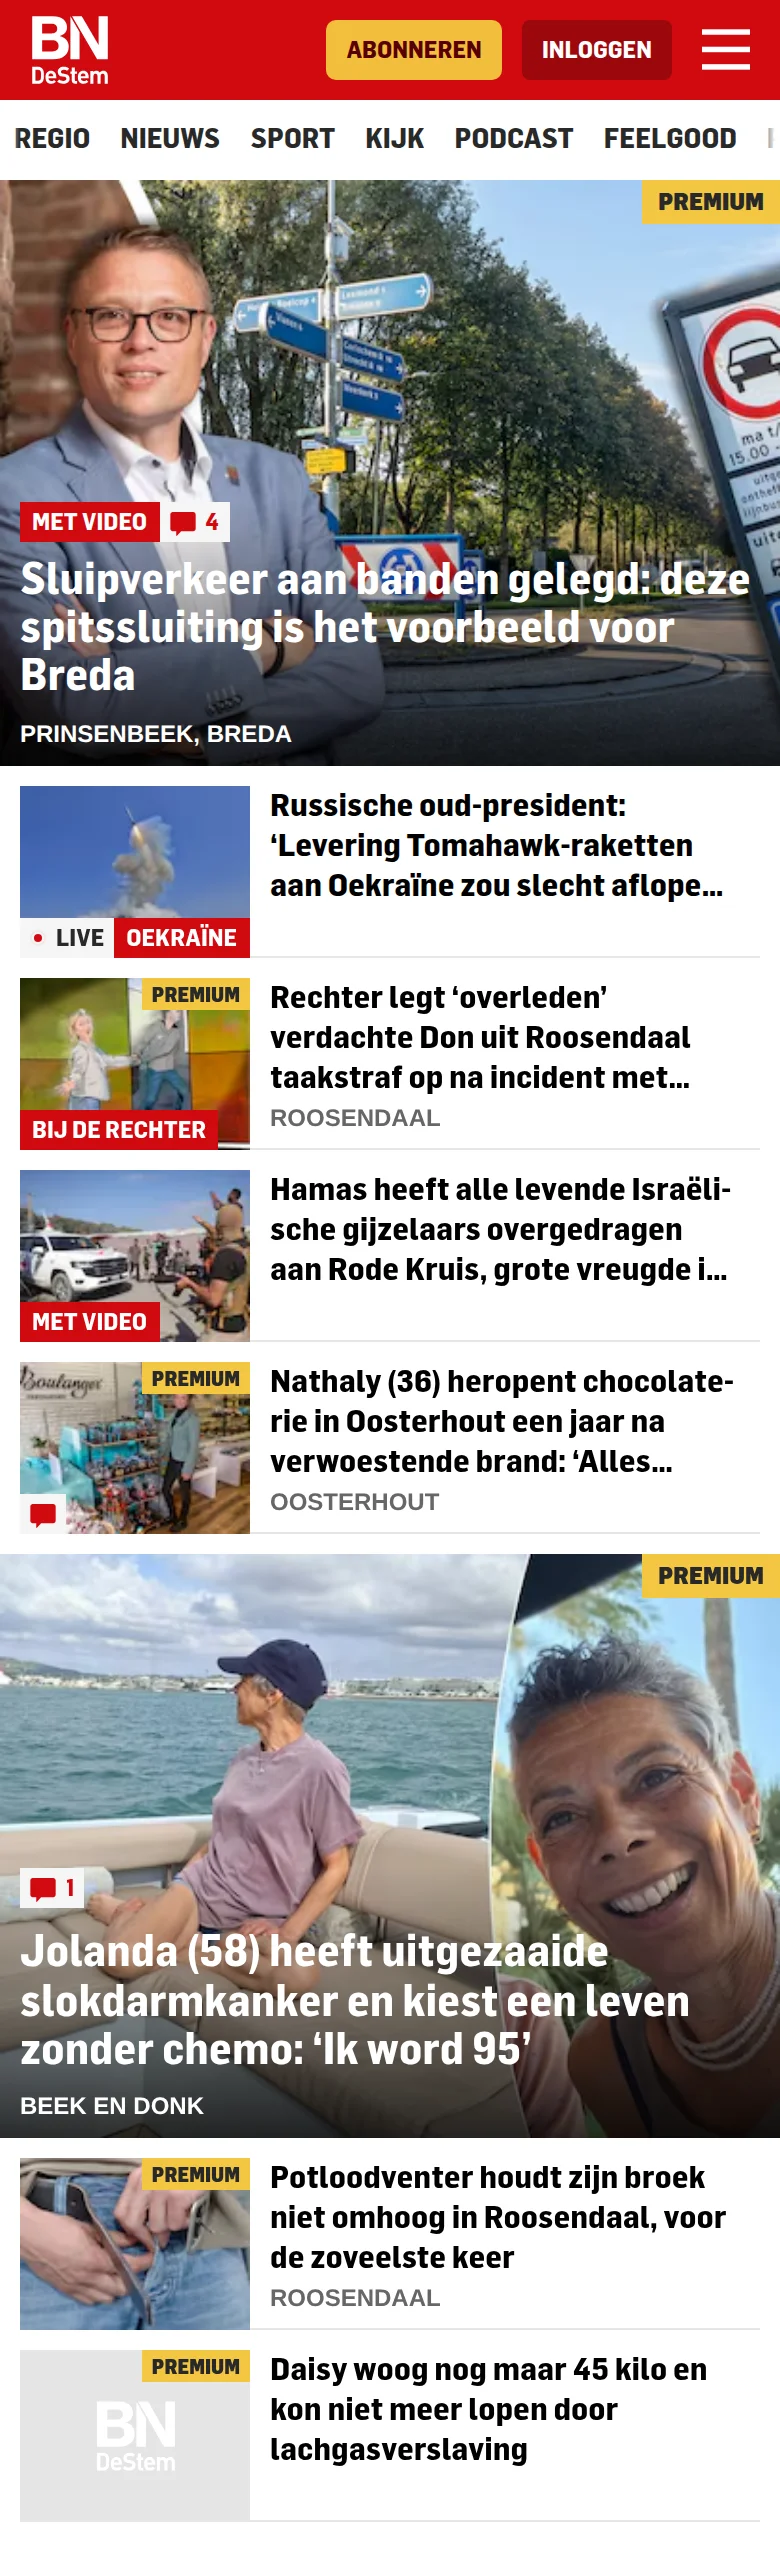 BN
DeStem
ABONNEREN
INLOGGEN
REGIO NIEUWS SPORT KIJK PODCAST FEELGOOD
PREMIUM
ma t/
15.00
MET VIDEO 4
Sluipverkeer aan banden gelegd: deze
spitssluiting is het voorbeeld voor
Breda
PRINSENBEEK, BREDA
Russische oud-president:
‘Levering Tomahawk-raketten
aan Oekraïne zou slecht aflope...
LIVE OEKRAÏNE
PREMIUM
Rechter legt ‘overleden’
verdachte Don uit Roosendaal
taakstraf op na incident met...
ROOSENDAAL
BIJ DE RECHTER
Hamas heeft alle levende Israëli-
sche gijzelaars overgedragen
aan Rode Kruis, grote vreugde i...
MET VIDEO
Boulanger
PREMIUM
Nathaly (36) heropent chocolate-
rie in Oosterhout een jaar na
verwoestende brand: ‘Alles...
OOSTERHOUT
PREMIUM
1
Jolanda (58) heeft uitgezaaide
slokdarmkanker en kiest een leven
zonder chemo: ‘Ik word 95’
BEEK EN DONK
PREMIUM
Potloodventer houdt zijn broek
niet omhoog in Roosendaal, voor
de zoveelste keer
ROOSENDAAL
PREMIUM
BN
DeStem
Daisy woog nog maar 45 kilo en
kon niet meer lopen door
lachgasverslaving